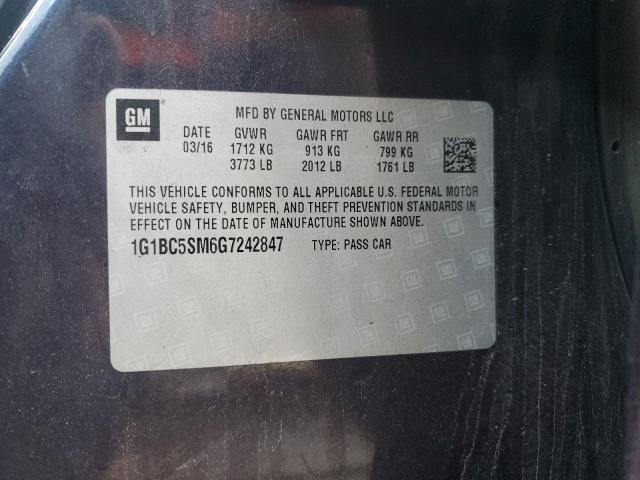 GM
MFD BY GENERAL MOTORS LLC
DATE GVWR GAWR FRT GAWR RR
03/16 1712 KG 913 KG 799 KG
3773 LB 2012 LB 1761 LB
THIS VEHICLE CONFORMS TO ALL APPLICABLE U.S. FEDERAL MOTOR
VEHICLE SAFETY, BUMPER, AND THEFT PREVENTION STANDARDS IN
EFFECT ON THE DATE OF MANUFACTURE SHOWN ABOVE.
1G1BC5SM6G7242847 TYPE: PASS CAR